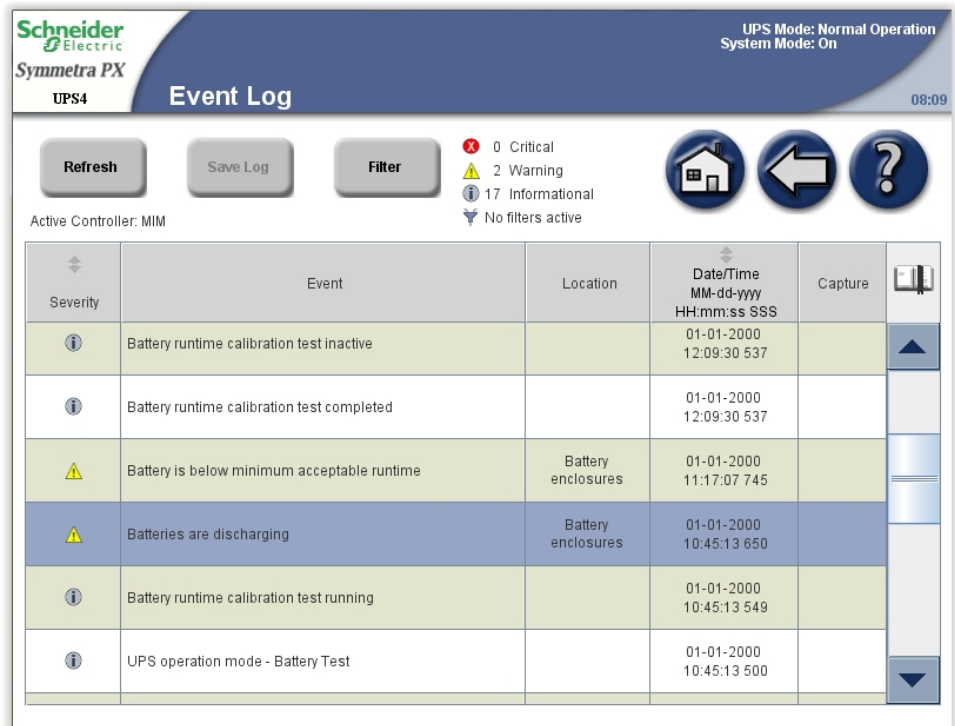 Schneider
Electric
Symmetra PX
UPS4
Event Log
UPS Mode: Normal Operation
System Mode: On
08:09
Refresh
Save Log
Filter
0 Critical
2 Warning
17 Informational
No filters active
Active Controller: MIM
Severity
Event
Location
Date/Time
MM-dd-yyyy
HH:mm:ss SSS
Capture
Battery runtime calibration test inactive
01-01-2000
12:09:30 537
Battery runtime calibration test completed
01-01-2000
12:09:30 537
Battery is below minimum acceptable runtime
Battery
enclosures
01-01-2000
11:17:07 745
Batteries are discharging
Battery
enclosures
01-01-2000
10:45:13 650
Battery runtime calibration test running
01-01-2000
10:45:13 549
UPS operation mode - Battery Test
01-01-2000
10:45:13 500